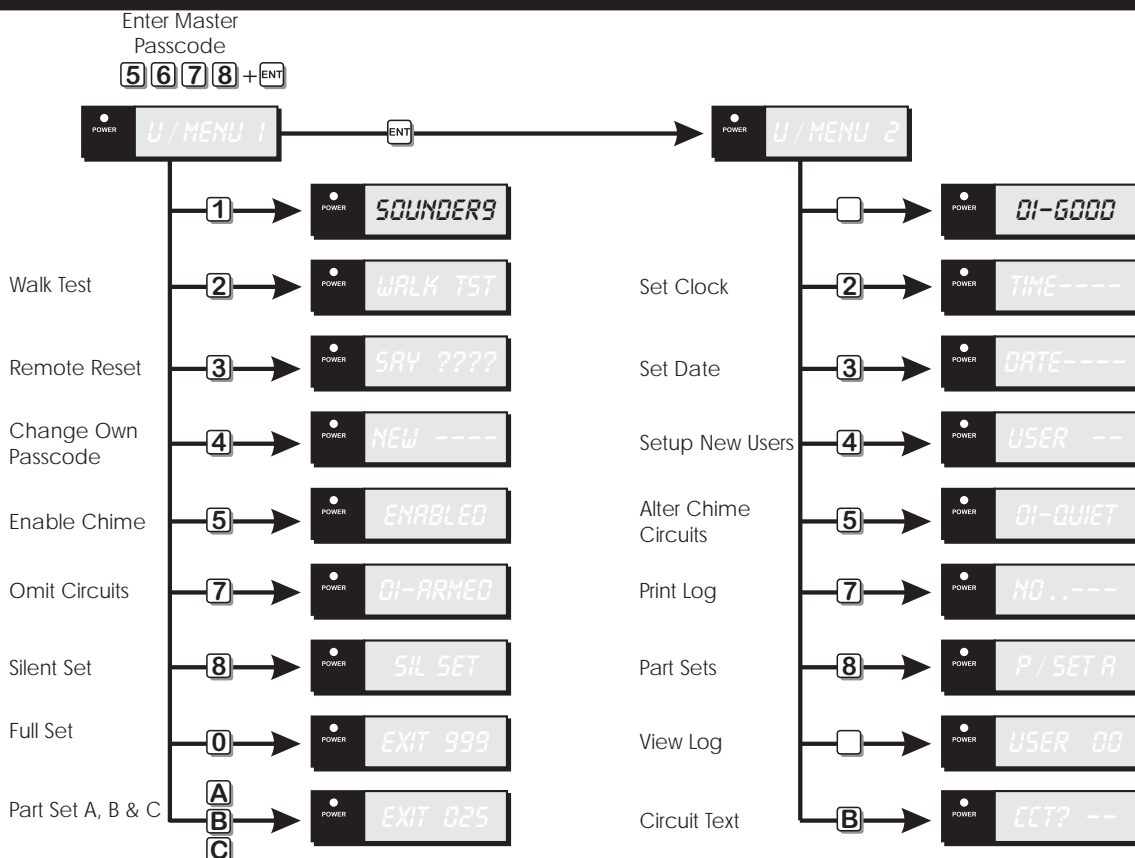 Enter Master
Passcode
5 6 7 8 + ENT
POWER U/MENU 1
ENT
POWER U/MENU 2
1 POWER SOUNDER9
POWER 01-GOOD
Walk Test 2 POWER WALK TST
Set Clock 2 POWER TIME----
Remote Reset 3 POWER SAY ????
Set Date 3 POWER DATE----
Change Own
Passcode
4 POWER NEW ----
Setup New Users 4 POWER USER --
Enable Chime 5 POWER ENABLED
Alter Chime
Circuits
5 POWER 01-QUIET
Omit Circuits 7 POWER 01-ARMED
Print Log 7 POWER NO..---
Silent Set 8 POWER SIL SET
Part Sets 8 POWER P/SET A
Full Set 0 POWER EXIT 999
View Log POWER USER 00
Part Set A, B & C
A
B
C
POWER EXIT 025
Circuit Text B POWER CCT? --